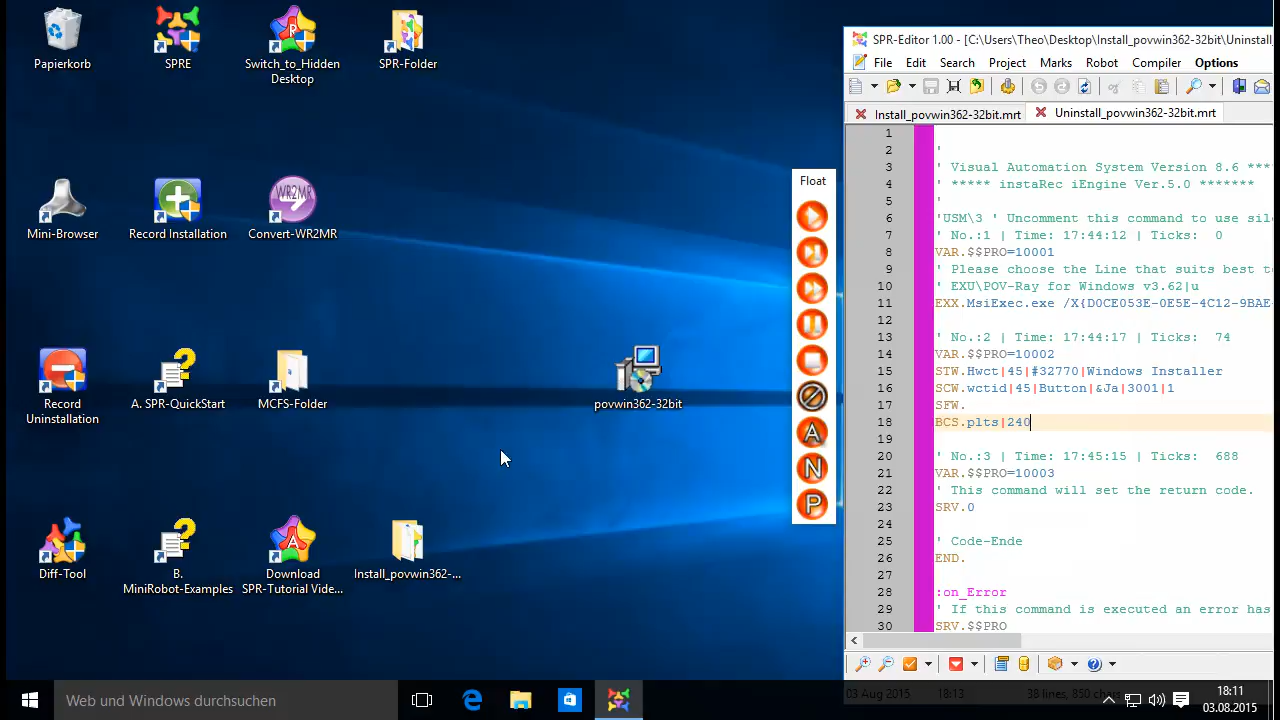 Papierkorb
SPRE
Switch_to_Hidden
Desktop
SPR-Folder
Mini-Browser
Record Installation
WR2MR
Convert-WR2MR
Record
Uninstallation
A. SPR-QuickStart
MCFS-Folder
povwin362-32bit
Diff-Tool
B.
MiniRobot-Examples
A
Download
SPR-Tutorial Vide...
Install_povwin362-...
Float
A
N
P
SPR-Editor 1.00 - [C:\Users\Theo\Desktop\Install_povwin362-32bit\Uninstall_
File Edit Search Project Marks Robot Compiler Options
Install_povwin362-32bit.mrt
Uninstall_povwin362-32bit.mrt
1
2 '
3 ' Visual Automation System Version 8.6 ****
4 ' ***** instaRec iEngine Ver.5.0 *******
5 '
6 'USM\3 ' Uncomment this command to use sil
7 ' No.:1 | Time: 17:44:12 | Ticks: 0
8 VAR.$$PRO=10001
9 ' Please choose the Line that suits best t
10 ' EXU\POV-Ray for Windows v3.62|u
11 EXX.MsiExec.exe /X{D0CE053E-0E5E-4C12-9BAE-
12
13 ' No.:2 | Time: 17:44:17 | Ticks: 74
14 VAR.$$PRO=10002
15 STW.Hwct|45|#32770|Windows Installer
16 SCW.wctid|45|Button|&Ja|3001|1
17 SFW.
18 BCS.plts|240
19
20 ' No.:3 | Time: 17:45:15 | Ticks: 688
21 VAR.$$PRO=10003
22 ' This command will set the return code.
23 SRV.0
24
25 ' Code-Ende
26 END.
27
28 :on_Error
29 ' If this command is executed an error has
30 SRV.$$PRO
03 Aug 2015 18:13 38 lines, 850 chars
Web und Windows durchsuchen
18:11
03.08.2015